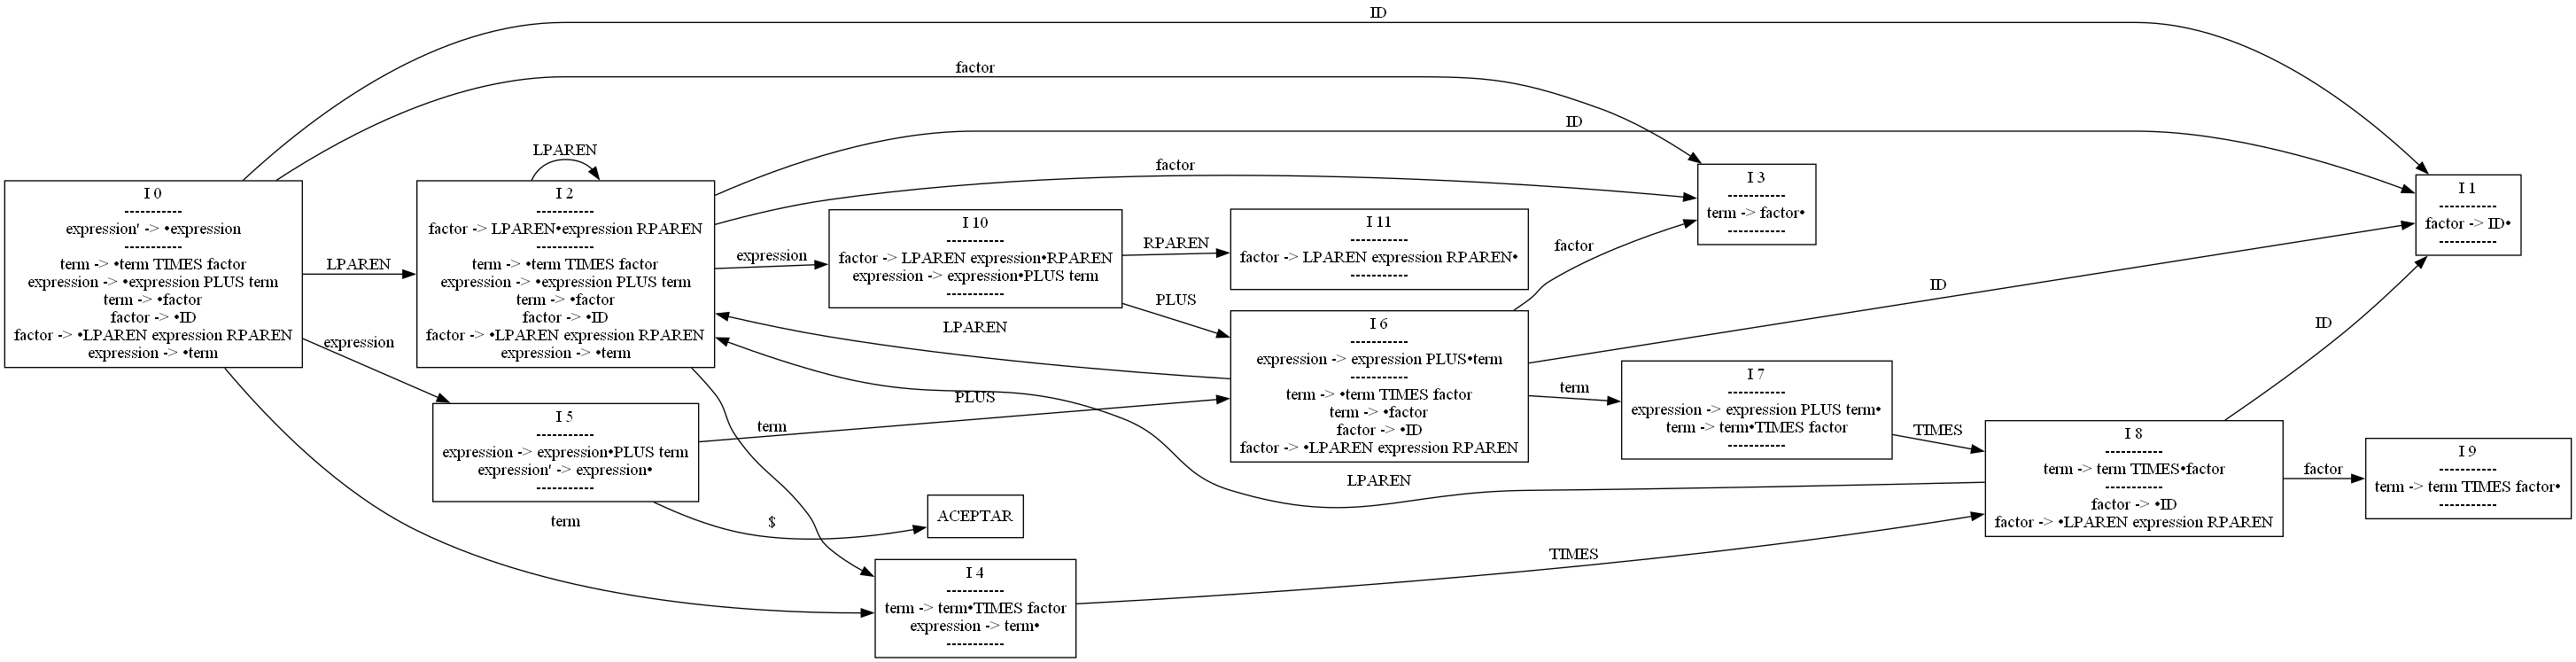 ID
factor
ID
LPAREN
factor
I 0
-----------
expression' -> •expression
-----------
term -> •term TIMES factor
expression -> •expression PLUS term
term -> •factor
factor -> •ID
factor -> •LPAREN expression RPAREN
expression -> •term
LPAREN
expression
term
I 2
-----------
factor -> LPAREN•expression RPAREN
-----------
term -> •term TIMES factor
expression -> •expression PLUS term
term -> •factor
factor -> •ID
factor -> •LPAREN expression RPAREN
expression -> •term
expression
term
I 5
-----------
expression -> expression•PLUS term
expression' -> expression•
-----------
PLUS
$
I 10
-----------
factor -> LPAREN expression•RPAREN
expression -> expression•PLUS term
-----------
RPAREN
PLUS
LPAREN
ACEPTAR
I 4
-----------
term -> term•TIMES factor
expression -> term•
-----------
TIMES
I 11
-----------
factor -> LPAREN expression RPAREN•
-----------
I 6
-----------
expression -> expression PLUS•term
-----------
term -> •term TIMES factor
term -> •factor
factor -> •ID
factor -> •LPAREN expression RPAREN
factor
ID
term
LPAREN
I 3
-----------
term -> factor•
-----------
I 7
-----------
expression -> expression PLUS term•
term -> term•TIMES factor
-----------
TIMES
I 8
-----------
term -> term TIMES•factor
-----------
factor -> •ID
factor -> •LPAREN expression RPAREN
ID
factor
I 1
-----------
factor -> ID•
-----------
I 9
-----------
term -> term TIMES factor•
-----------